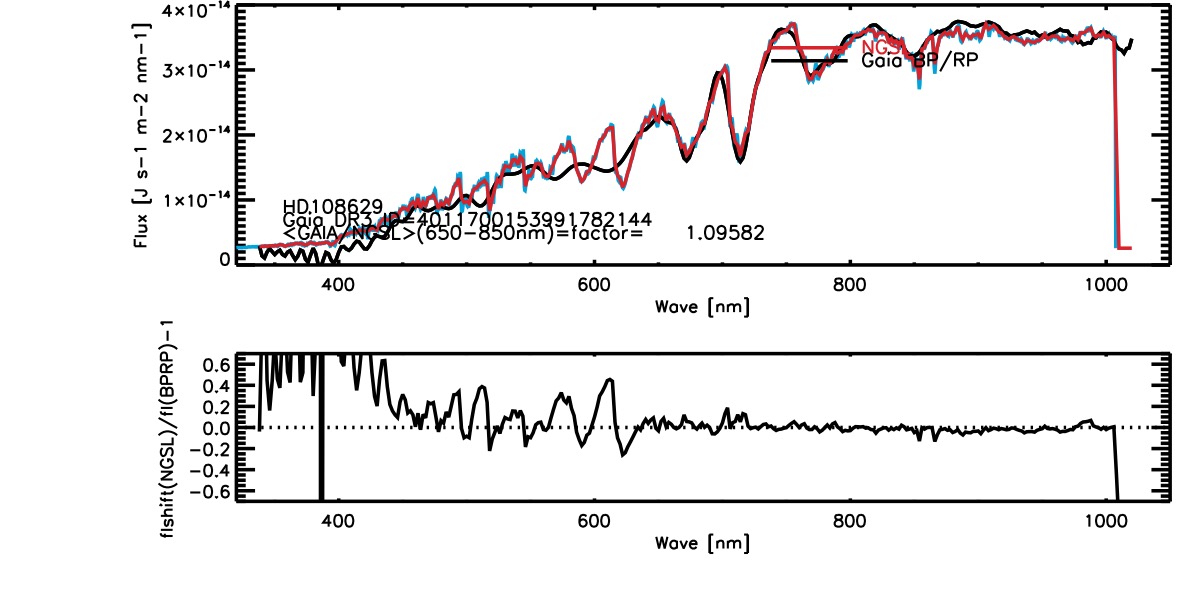 4×10−14
3×10−14
2×10−14
1×10−14
0
Flux [J s−1 m−2 nm−1]
NGSL
Gaia BP/RP
HD108629
Gaia DR3 ID=4011700153991782144
<GAIA/NGSL>(650−850nm)=factor= 1.09582
400 600 800 1000
Wave [nm]
0.6
0.4
0.2
0.0
−0.2
−0.4
−0.6
flshift(NGSL)/fl(BPRP)−1
400 600 800 1000
Wave [nm]